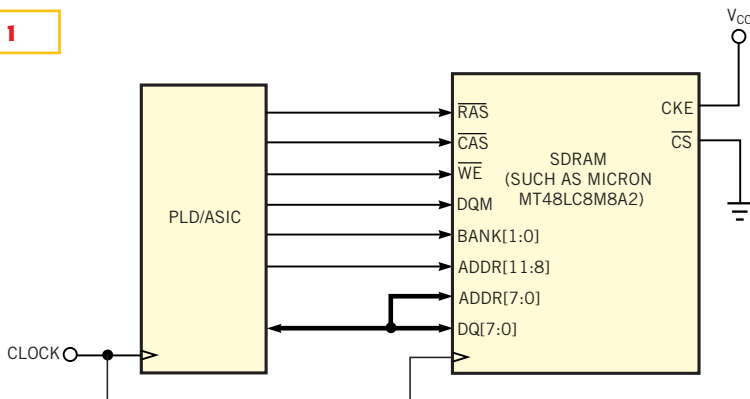 1
V_CC
RAS
CKE
CAS
CS
WE
SDRAM
(SUCH AS MICRON
MT48LC8M8A2)
DQM
PLD/ASIC
BANK[1:0]
ADDR[11:8]
ADDR[7:0]
DQ[7:0]
CLOCK